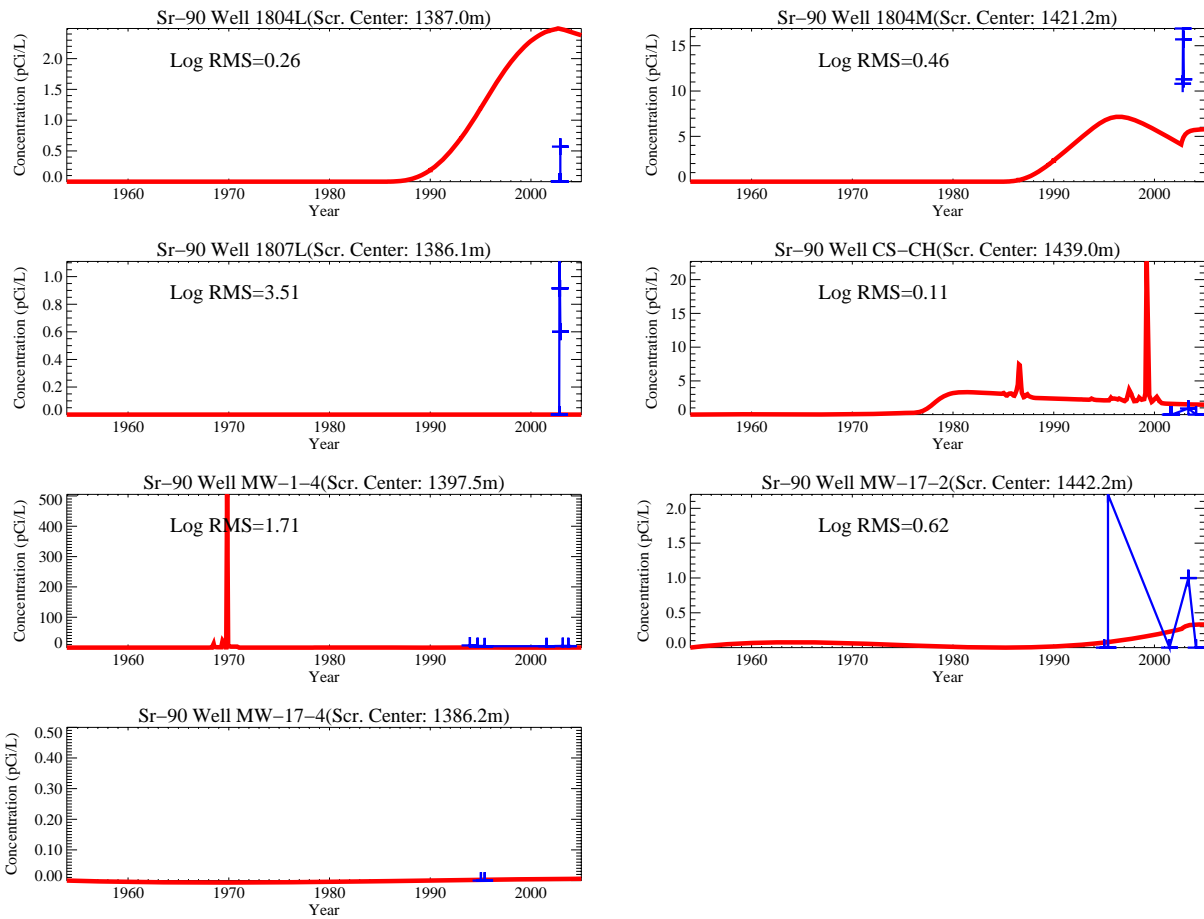 Sr−90 Well 1804L(Scr. Center: 1387.0m)
Log RMS=0.26
Concentration (pCi/L)
2.0
1.5
1.0
0.5
0.0
1960 1970 1980 1990 2000
Year
Sr−90 Well 1804M(Scr. Center: 1421.2m)
Log RMS=0.46
Concentration (pCi/L)
15
10
5
0
1960 1970 1980 1990 2000
Year
Sr−90 Well 1807L(Scr. Center: 1386.1m)
Log RMS=3.51
Concentration (pCi/L)
1.0
0.8
0.6
0.4
0.2
0.0
1960 1970 1980 1990 2000
Year
Sr−90 Well CS−CH(Scr. Center: 1439.0m)
Log RMS=0.11
Concentration (pCi/L)
20
15
10
5
0
1960 1970 1980 1990 2000
Year
Sr−90 Well MW−1−4(Scr. Center: 1397.5m)
Log RMS=1.71
Concentration (pCi/L)
500
400
300
200
100
0
1960 1970 1980 1990 2000
Year
Sr−90 Well MW−17−2(Scr. Center: 1442.2m)
Log RMS=0.62
Concentration (pCi/L)
2.0
1.5
1.0
0.5
0.0
1960 1970 1980 1990 2000
Year
Sr−90 Well MW−17−4(Scr. Center: 1386.2m)
Concentration (pCi/L)
0.50
0.40
0.30
0.20
0.10
0.00
1960 1970 1980 1990 2000
Year